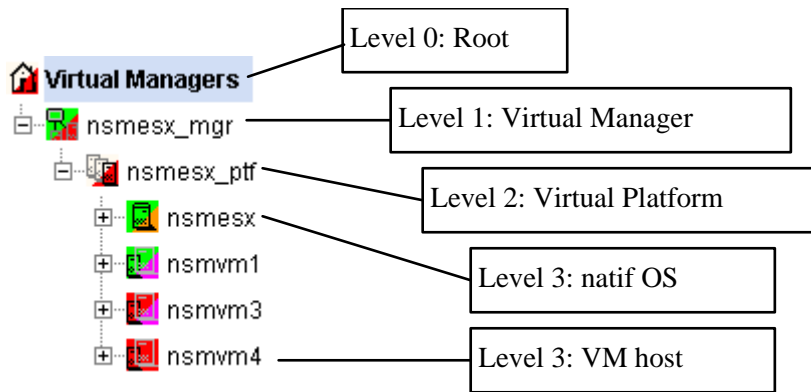 Level 0: Root
Virtual Managers
nsmesx_mgr
Level 1: Virtual Manager
nsmesx_ptf
Level 2: Virtual Platform
nsmesx
nsmvm1
Level 3: natif OS
nsmvm3
nsmvm4
Level 3: VM host